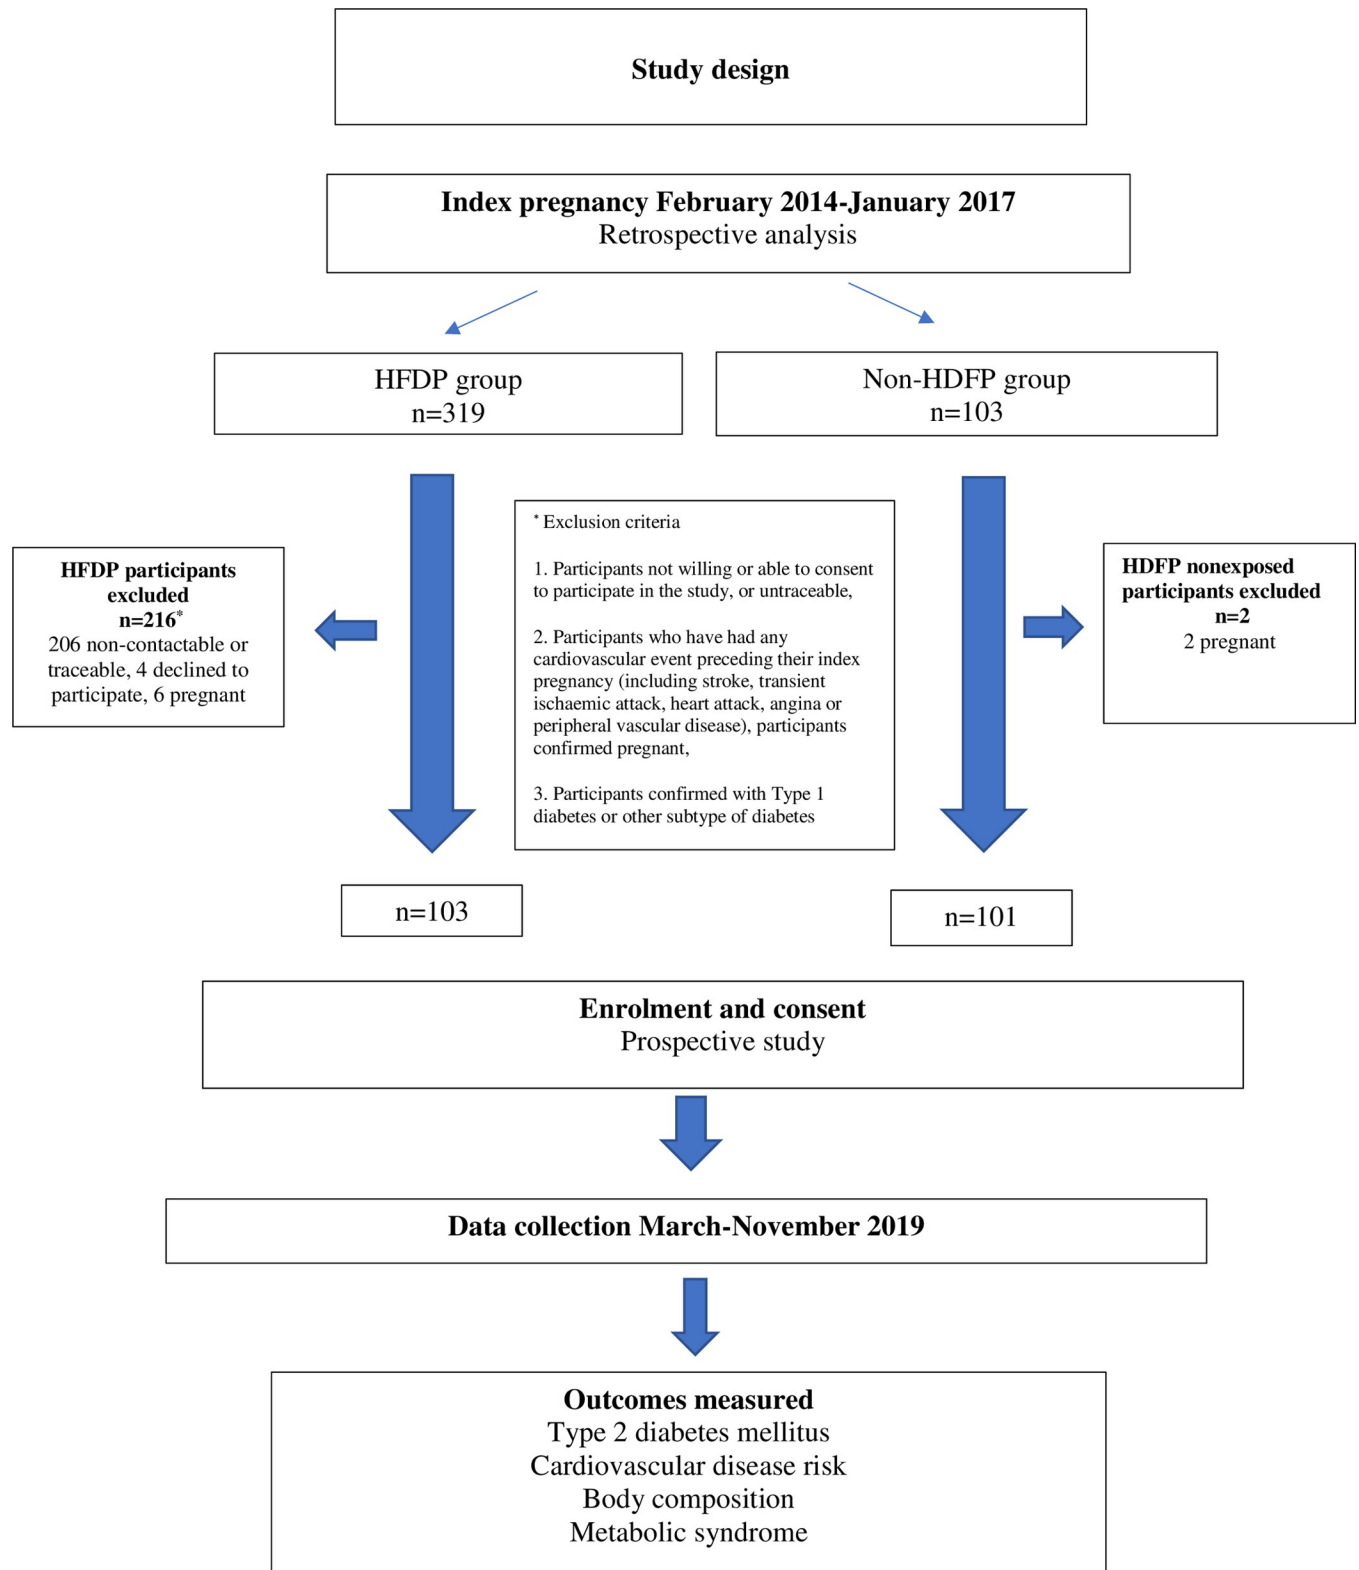 Study design
Index pregnancy February 2014-January 2017
Retrospective analysis
HFDP group
n=319
Non-HDFP group
n=103
HFDP participants
excluded
n=216*
206 non-contactable or
traceable, 4 declined to
participate, 6 pregnant
* Exclusion criteria
1. Participants not willing or able to consent
to participate in the study, or untraceable,
2. Participants who have had any
cardiovascular event preceding their index
pregnancy (including stroke, transient
ischaemic attack, heart attack, angina or
peripheral vascular disease), participants
confirmed pregnant,
3. Participants confirmed with Type 1
diabetes or other subtype of diabetes
HDFP nonexposed
participants excluded
n=2
2 pregnant
n=103
n=101
Enrolment and consent
Prospective study
Data collection March-November 2019
Outcomes measured
Type 2 diabetes mellitus
Cardiovascular disease risk
Body composition
Metabolic syndrome